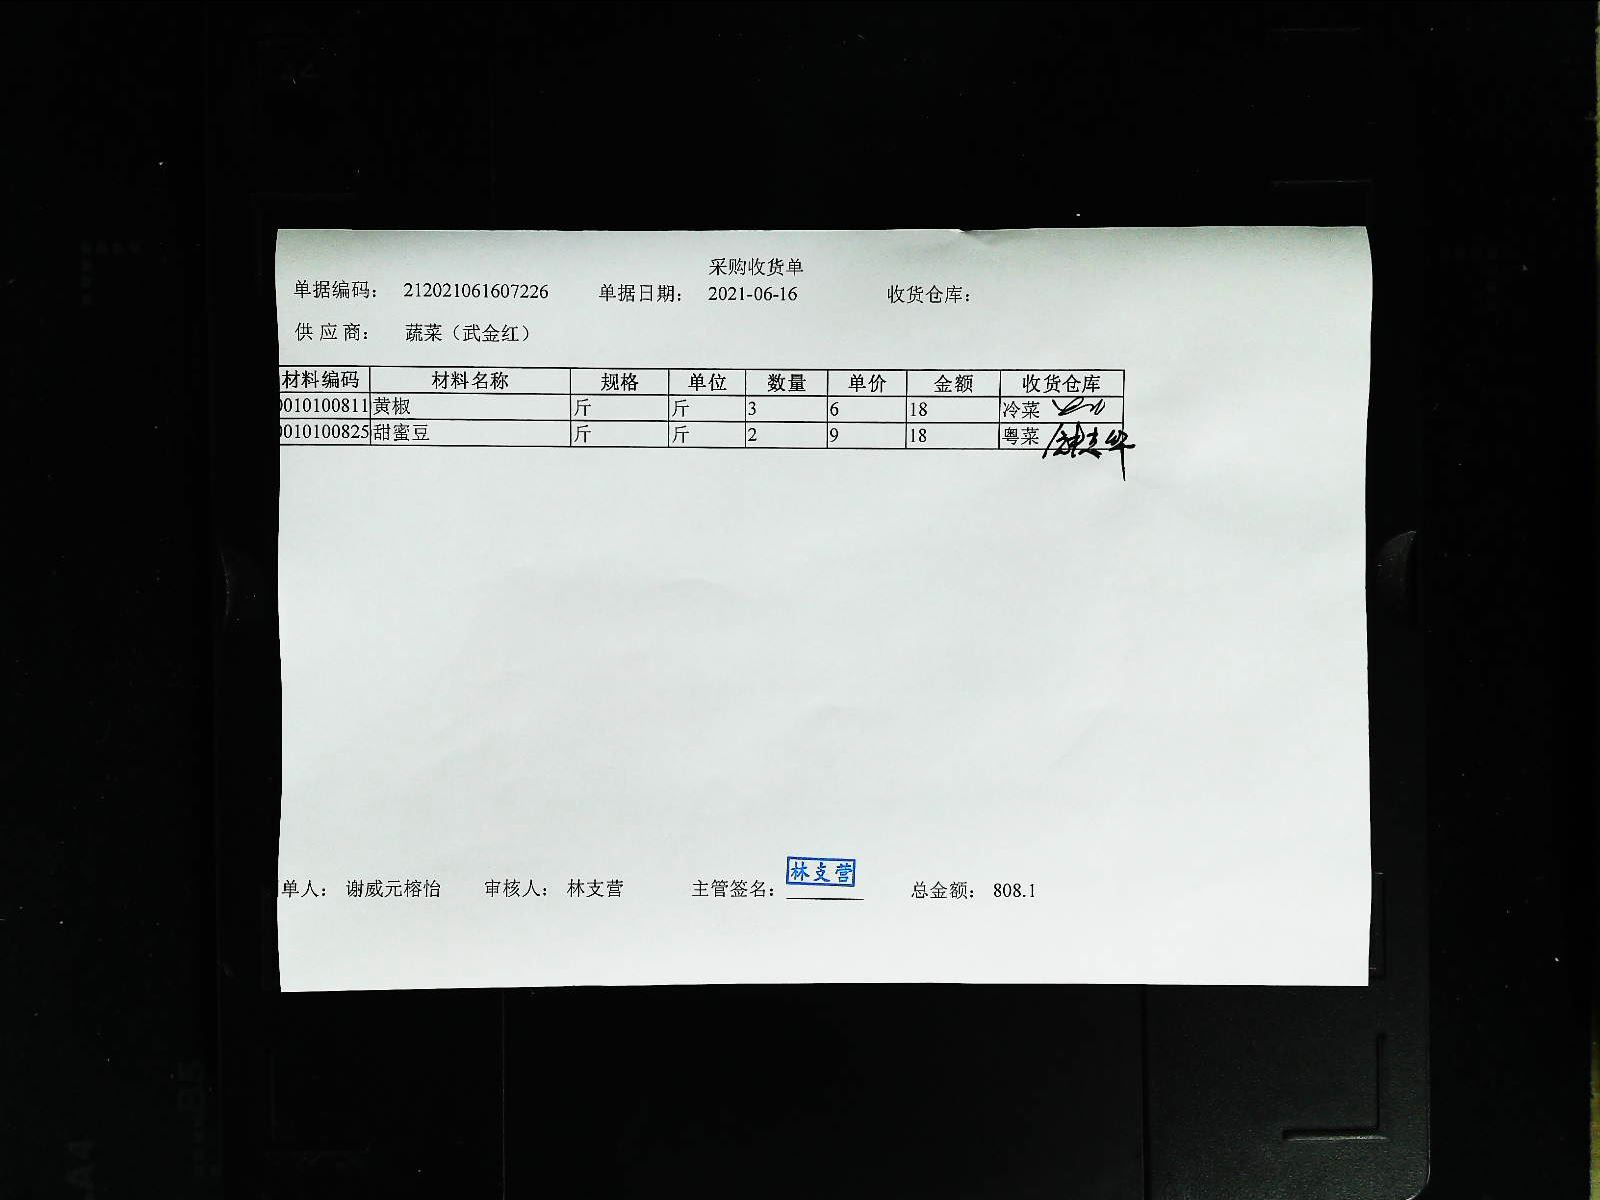 采购收货单
单据编码： 212021061607226 单据日期： 2021-06-16 收货仓库：
供 应 商： 蔬菜（武金红）
材料编码 材料名称 规格 单位 数量 单价 金额 收货仓库
0010100811 黄椒 斤 斤 3 6 18 冷菜
0010100825 甜蜜豆 斤 斤 2 9 18 粤菜
林支营
单人： 谢威元榕怡 审核人： 林支营 主管签名： 总金额： 808.1